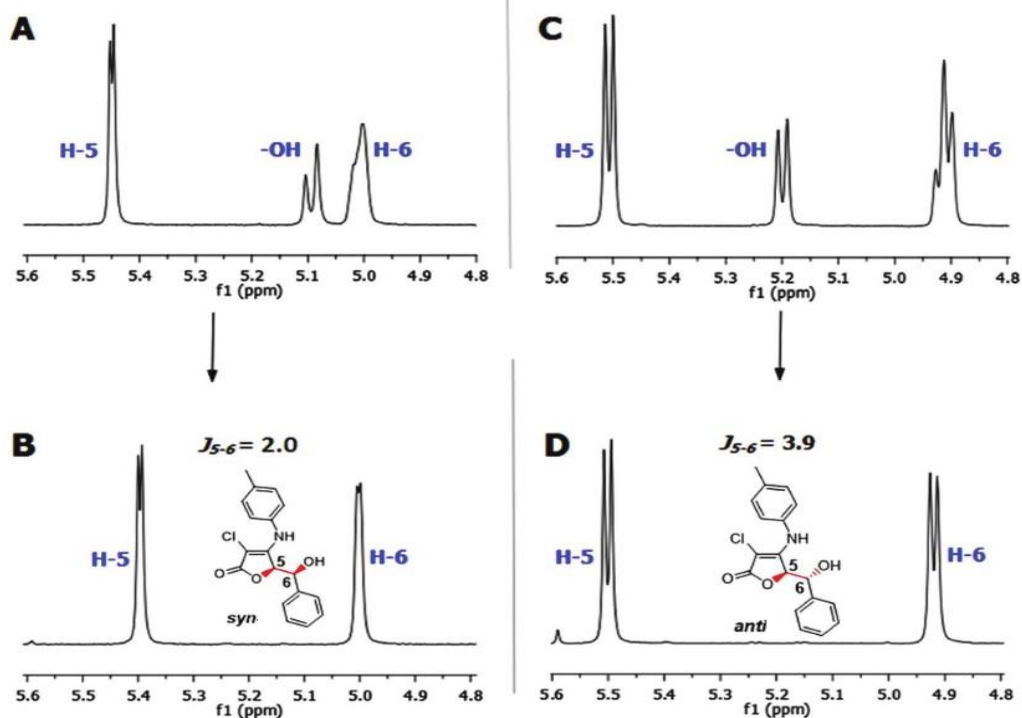 A
H-5
-OH
H-6
5.6 5.5 5.4 5.3 5.2 5.1 5.0 4.9 4.8
f1 (ppm)
C
H-5
-OH
H-6
5.6 5.5 5.4 5.3 5.2 5.1 5.0 4.9 4.8
f1 (ppm)
B
J5-6 = 2.0
H-5
H-6
Cl
NH
5
OH
O
O
6
syn
5.6 5.5 5.4 5.3 5.2 5.1 5.0 4.9 4.8
f1 (ppm)
D
J5-6 = 3.9
H-5
H-6
Cl
NH
5
OH
O
O
6
anti
5.6 5.5 5.4 5.3 5.2 5.1 5.0 4.9 4.8
f1 (ppm)